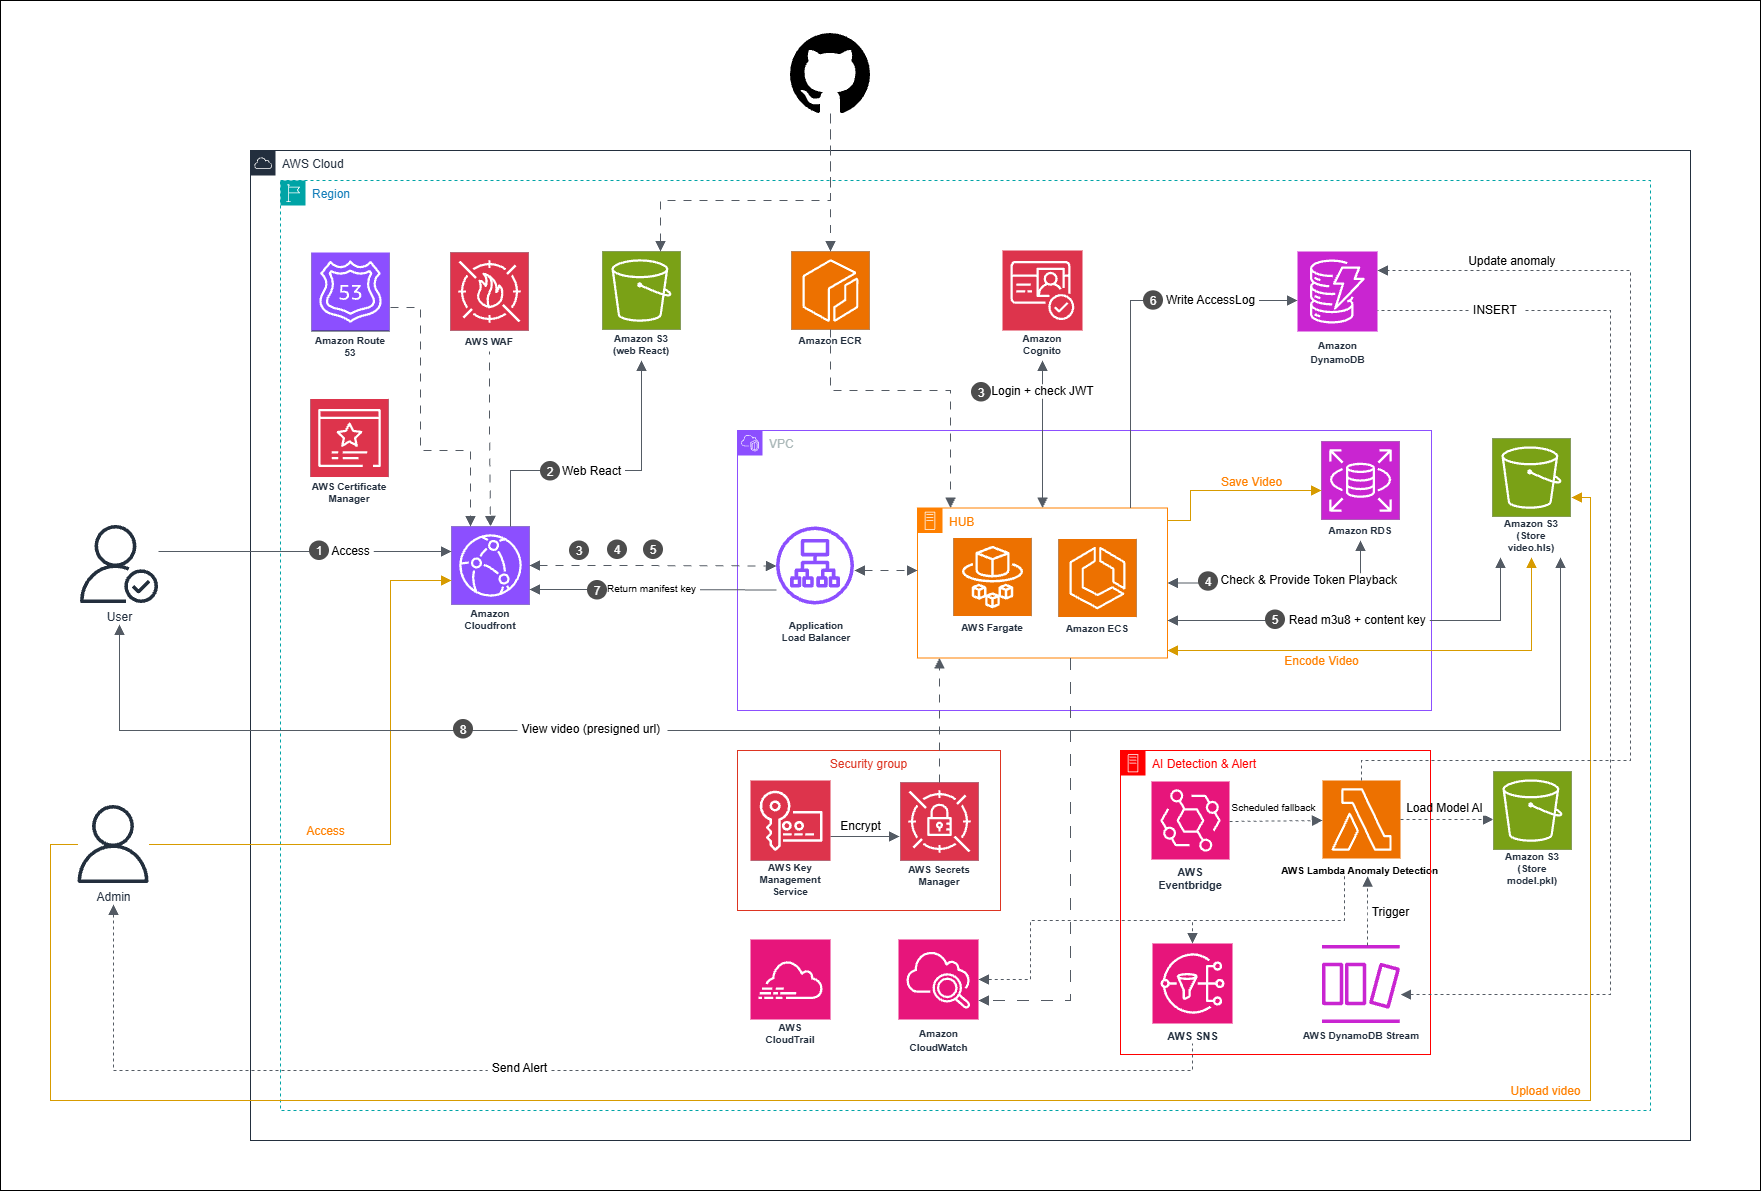 AWS Cloud
Region
53
Amazon Route
53
AWS WAF
Amazon S3
(web React)
Amazon ECR
Amazon
Cognito
6 Write AccessLog
Amazon
DynamoDB
Update anomaly
INSERT
3 Login + check JWT
AWS Certificate
Manager
2 Web React
VPC
Save Video
Amazon RDS
Amazon S3
(Store
video.hls)
User
1 Access
Amazon
Cloudfront
3 4 5
7 Return manifest key
Application
Load Balancer
HUB
AWS Fargate
Amazon ECS
4 Check & Provide Token Playback
5 Read m3u8 + content key
Encode Video
8 View video (presigned url)
Admin
Access
Security group
AWS Key
Management
Service
Encrypt
AWS Secrets
Manager
AI Detection & Alert
AWS
Eventbridge
Scheduled fallback
AWS Lambda Anomaly Detection
Load Model AI
Amazon S3
(Store
model.pkl)
Trigger
AWS
CloudTrail
Amazon
CloudWatch
AWS SNS
AWS DynamoDB Stream
Send Alert
Upload video